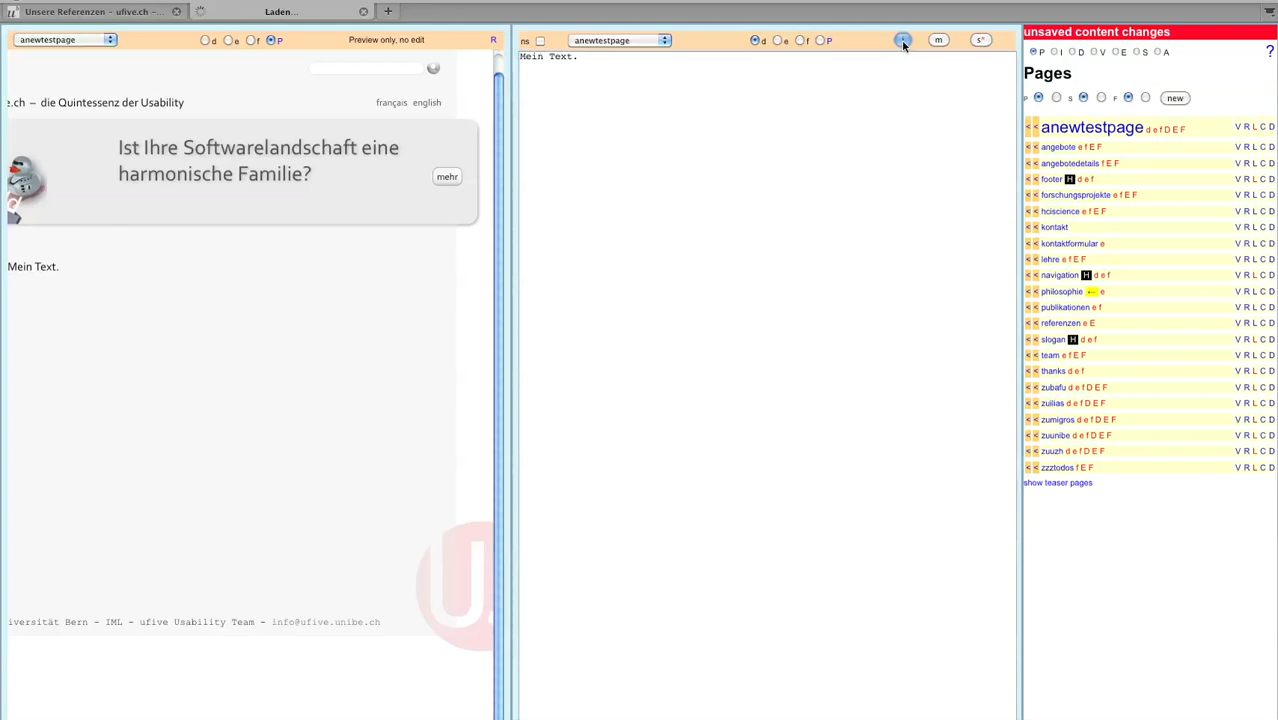 Unsere Referenzen - ufive.ch -...
Laden...
anewtestpage
d e f P
Preview only, no edit
R
ns
anewtestpage
d e f P
i
m
s°
unsaved content changes
P I D V E S A
?
Mein Text.
Pages
P S F new
e.ch – die Quintessenz der Usability
français english
Ist Ihre Softwarelandschaft eine
harmonische Familie?
mehr
Mein Text.
iversität Bern - IML - ufive Usability Team - info@ufive.unibe.ch
U.
< < anewtestpage d e f D E F V R L C D
< < angebote e f E F V R L C D
< < angebotedetails f E F V R L C D
< < footer H d e f V R L C D
< < forschungsprojekte e f E F V R L C D
< < hciscience e f E F V R L C D
< < kontakt V R L C D
< < kontaktformular e V R L C D
< < lehre e f E F V R L C D
< < navigation H d e f V R L C D
< < philosophie e V R L C D
< < publikationen e f V R L C D
< < referenzen e E V R L C D
< < slogan H d e f V R L C D
< < team e f E F V R L C D
< < thanks d e f V R L C D
< < zubafu d e f D E F V R L C D
< < zuilias d e f D E F V R L C D
< < zumigros d e f D E F V R L C D
< < zuunibe d e f D E F V R L C D
< < zuuzh d e f D E F V R L C D
< < zzztodos f E F V R L C D
show teaser pages